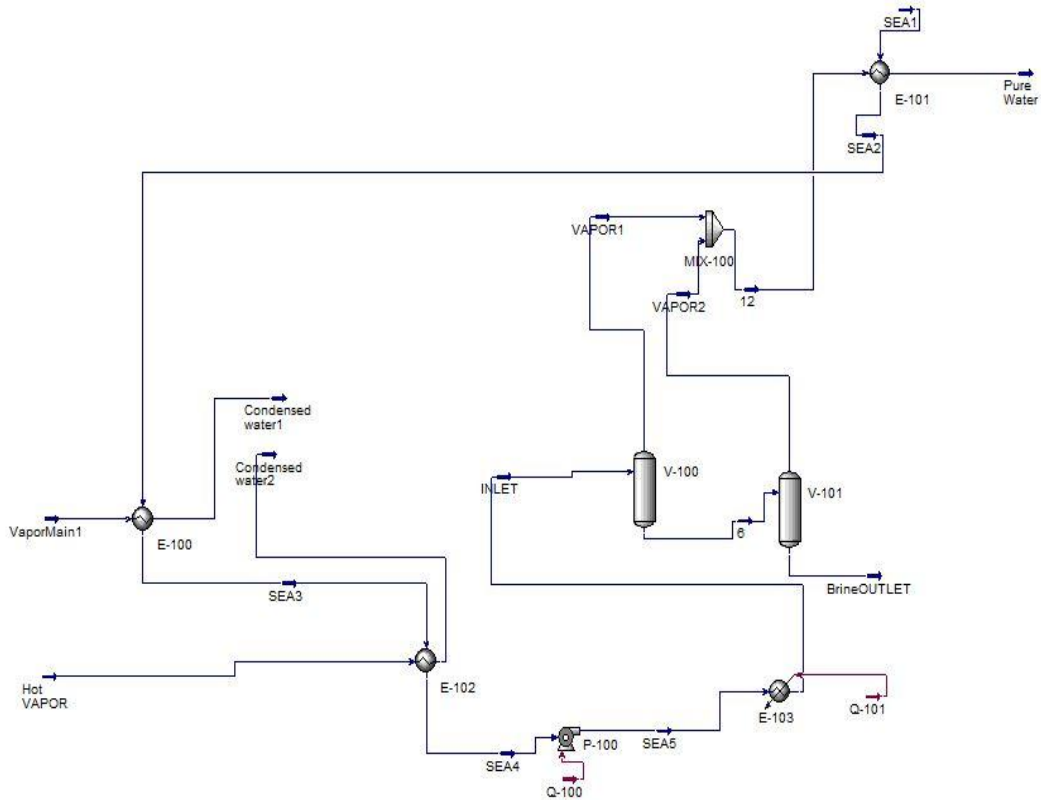 SEA1
E-101
Pure
Water
SEA2
VAPOR1
MIX-100
VAPOR2
12
Condensed
water1
Condensed
water2
V-100
INLET
V-101
6
VaporMain1
E-100
SEA3
BrineOUTLET
E-102
Hot
VAPOR
E-103
Q-101
P-100
SEA5
SEA4
Q-100